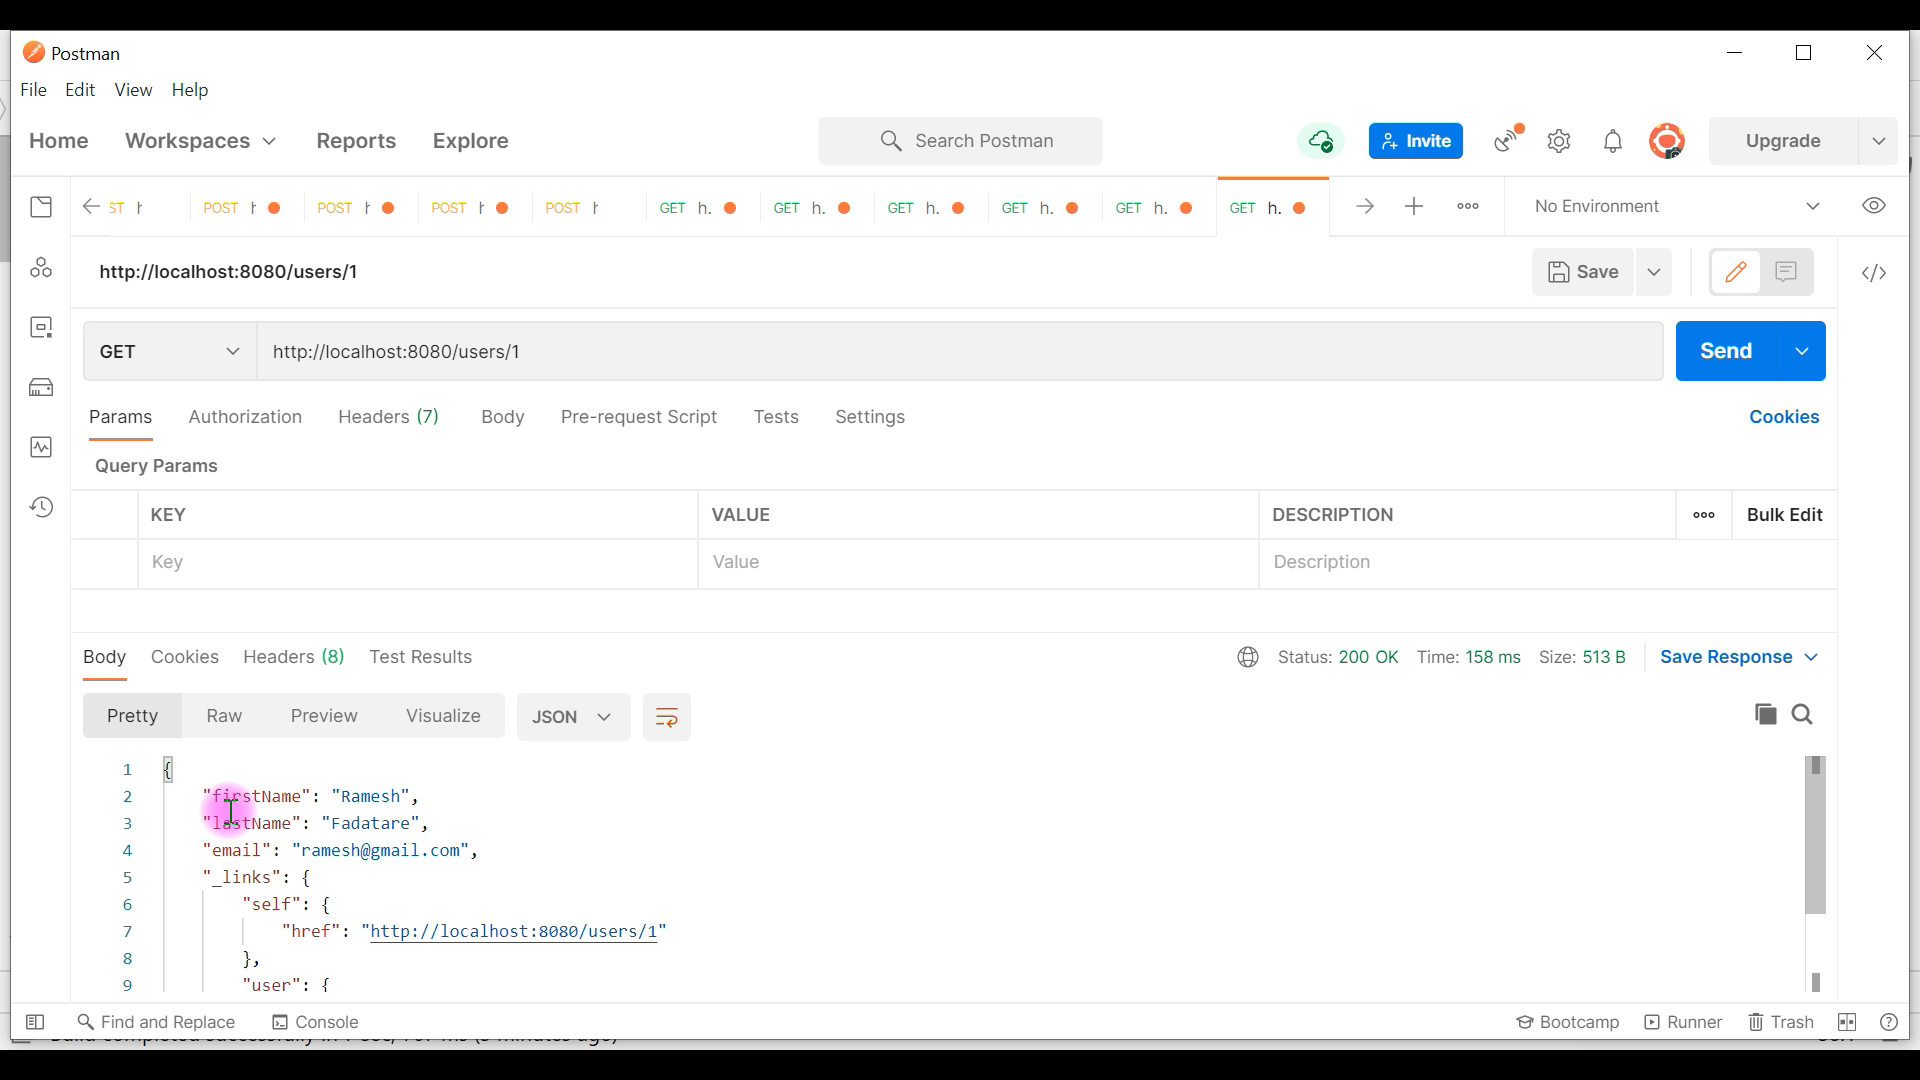 Postman
File Edit View Help
Home Workspaces Reports Explore Search Postman Invite Upgrade
ST h POST h POST h POST h POST h GET h. GET h. GET h. GET h. GET h. GET h. No Environment
http://localhost:8080/users/1 Save
GET http://localhost:8080/users/1 Send
Params Authorization Headers (7) Body Pre-request Script Tests Settings Cookies
Query Params
KEY VALUE DESCRIPTION Bulk Edit
Key Value Description
Body Cookies Headers (8) Test Results Status: 200 OK Time: 158 ms Size: 513 B Save Response
Pretty Raw Preview Visualize JSON
1 {
2 "firstName": "Ramesh",
3 "lastName": "Fadatare",
4 "email": "ramesh@gmail.com",
5 "_links": {
6 "self": {
7 "href": "http://localhost:8080/users/1"
8 },
9 "user": {
Find and Replace Console Bootcamp Runner Trash